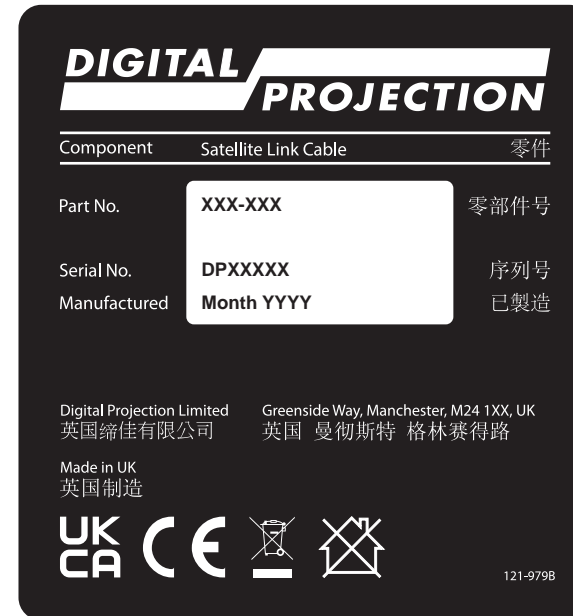 DIGITAL
PROJECTION
Component Satellite Link Cable 零件
Part No. XXX-XXX 零部件号
Serial No. DPXXXXX 序列号
Manufactured Month YYYY 已製造
Digital Projection Limited Greenside Way, Manchester, M24 1XX, UK
英国缔佳有限公司 英国 曼彻斯特 格林赛得路
Made in UK
英国制造
UK
CA CE
121-979B